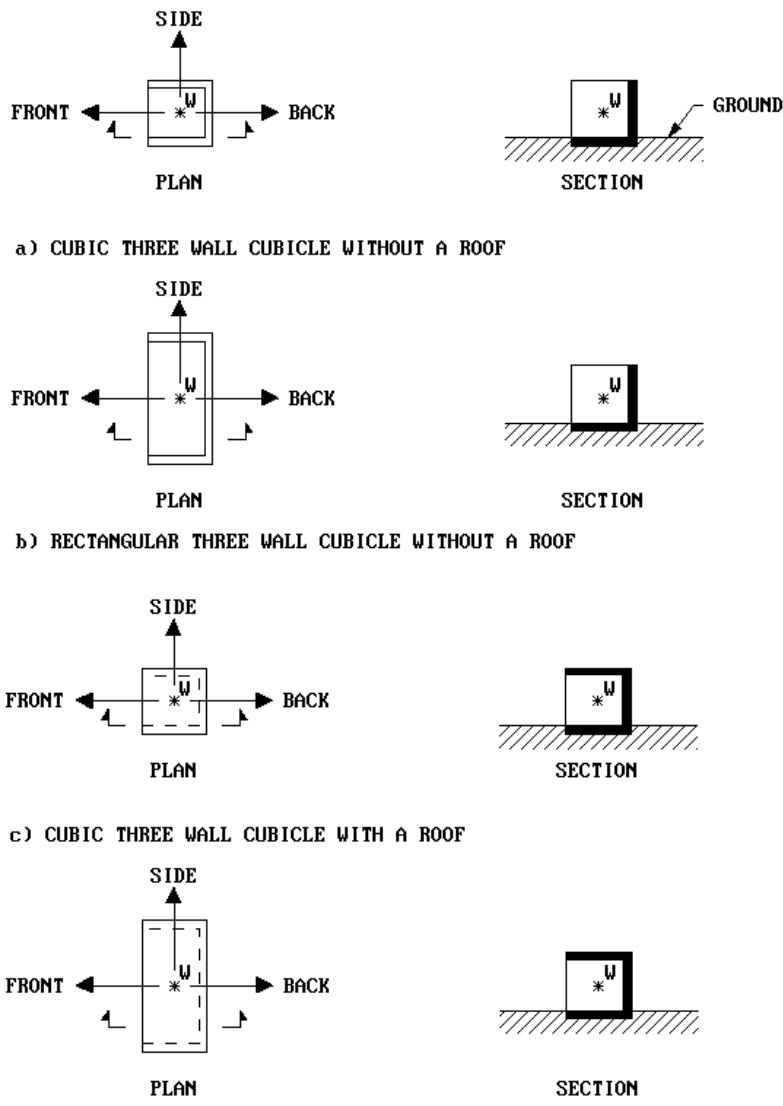 SIDE
W
FRONT
BACK
PLAN
W
GROUND
SECTION
a) CUBIC THREE WALL CUBICLE WITHOUT A ROOF
SIDE
W
FRONT
BACK
PLAN
W
SECTION
b) RECTANGULAR THREE WALL CUBICLE WITHOUT A ROOF
SIDE
W
FRONT
BACK
PLAN
W
SECTION
c) CUBIC THREE WALL CUBICLE WITH A ROOF
SIDE
W
FRONT
BACK
PLAN
W
SECTION